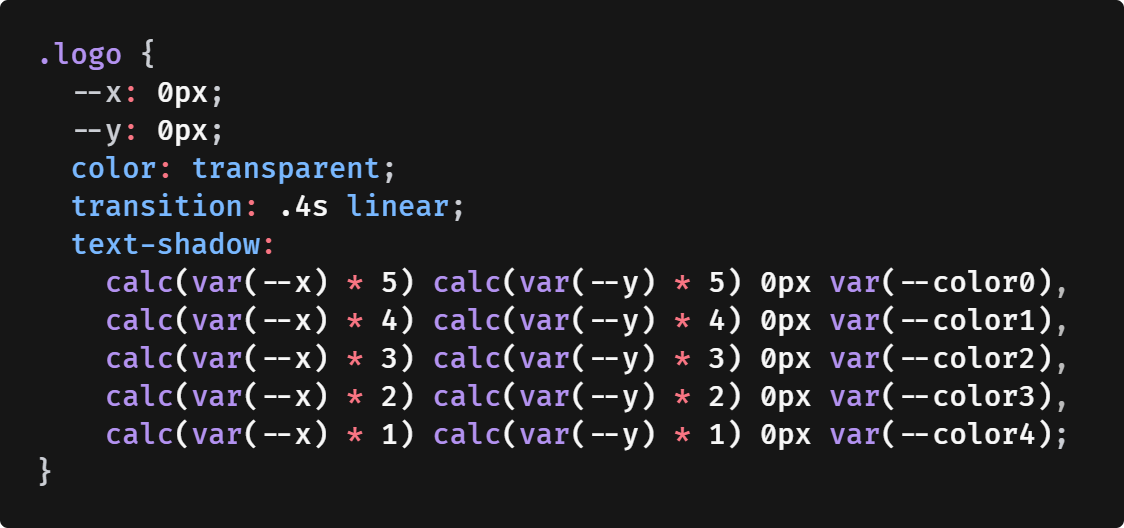 .logo {
  --x: 0px;
  --y: 0px;
  color: transparent;
  transition: .4s linear;
  text-shadow:
    calc(var(--x) * 5) calc(var(--y) * 5) 0px var(--color0),
    calc(var(--x) * 4) calc(var(--y) * 4) 0px var(--color1),
    calc(var(--x) * 3) calc(var(--y) * 3) 0px var(--color2),
    calc(var(--x) * 2) calc(var(--y) * 2) 0px var(--color3),
    calc(var(--x) * 1) calc(var(--y) * 1) 0px var(--color4);
}